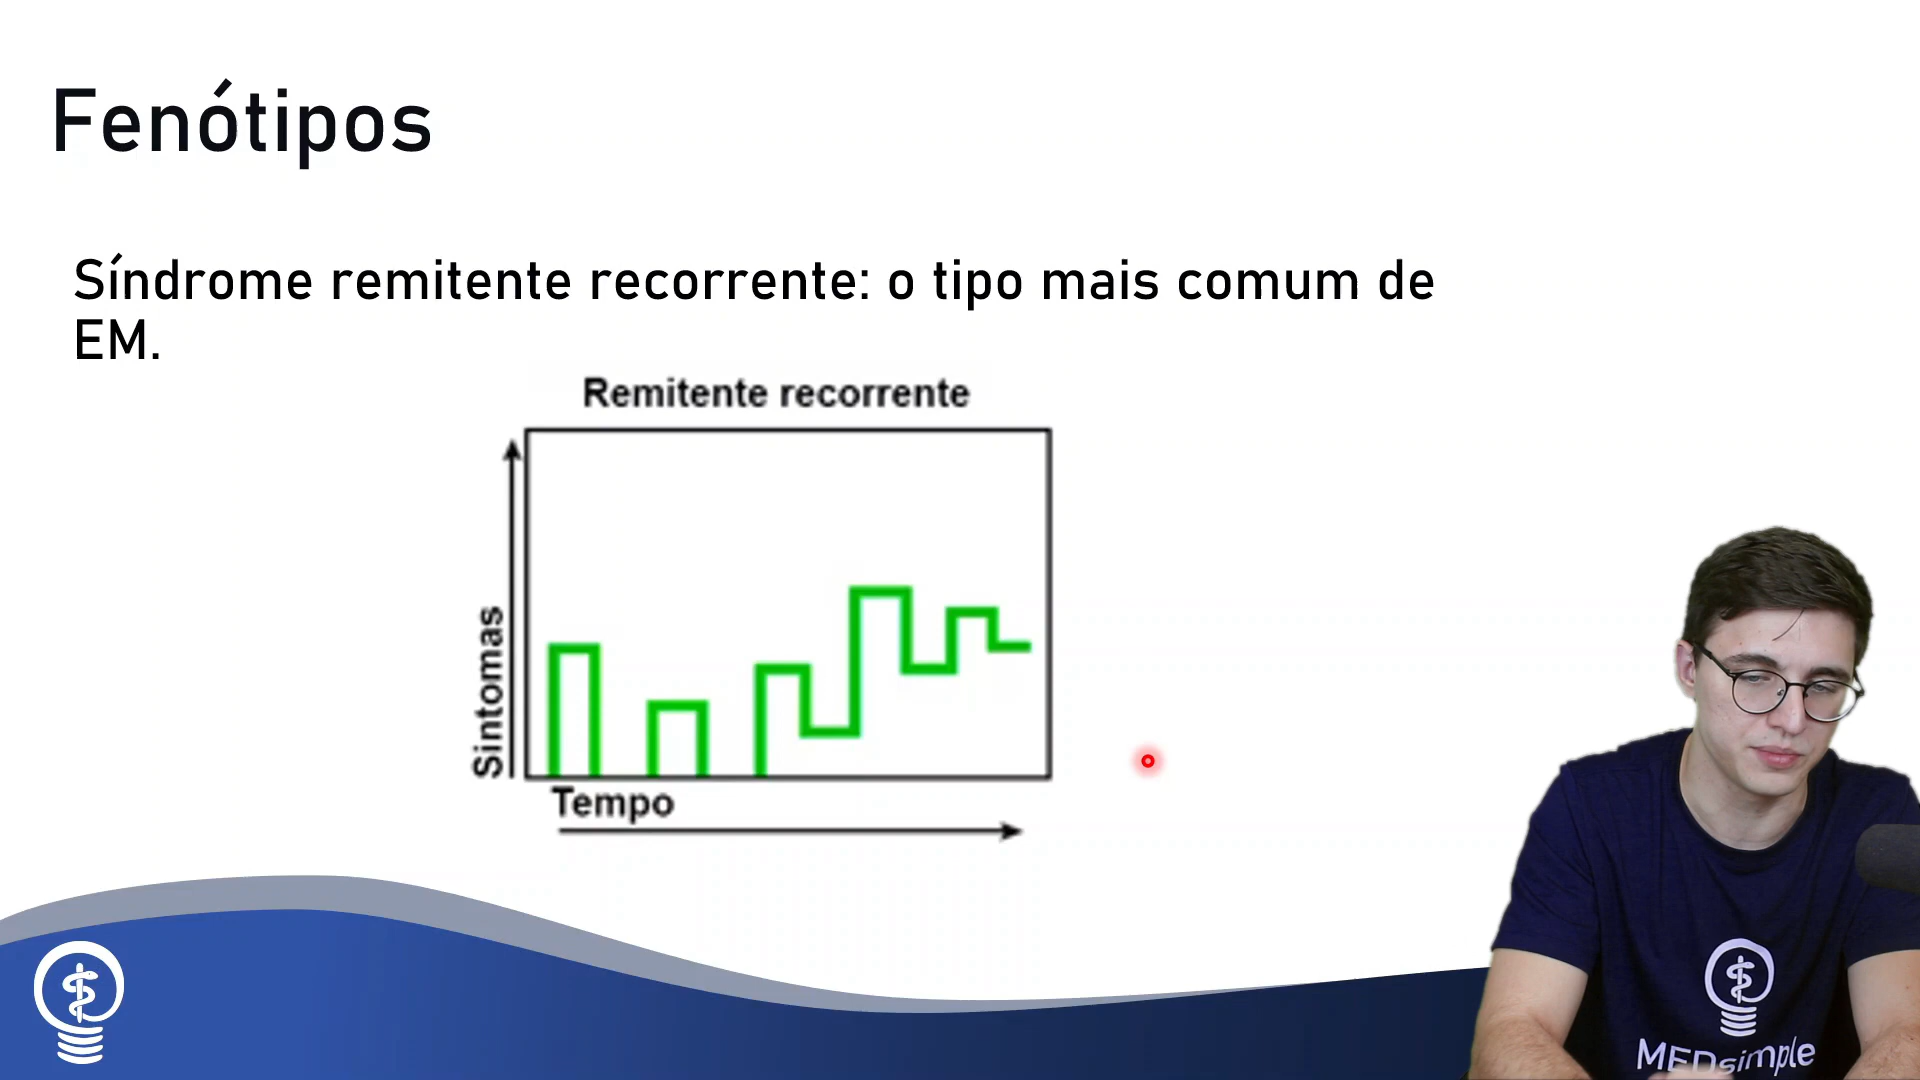 Fenótipos
Síndrome remitente recorrente: o tipo mais comum de
EM.
Remitente recorrente
Sintomas
Tempo
MEDsimple